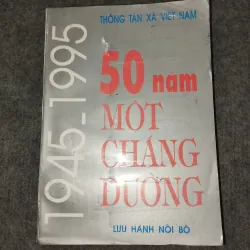 THÔNG TẤN XÃ VIỆT NAM
1945-1995
50 năm
MỘT
CHẶNG
ĐƯỜNG
LƯU HÀNH NỘI BỘ